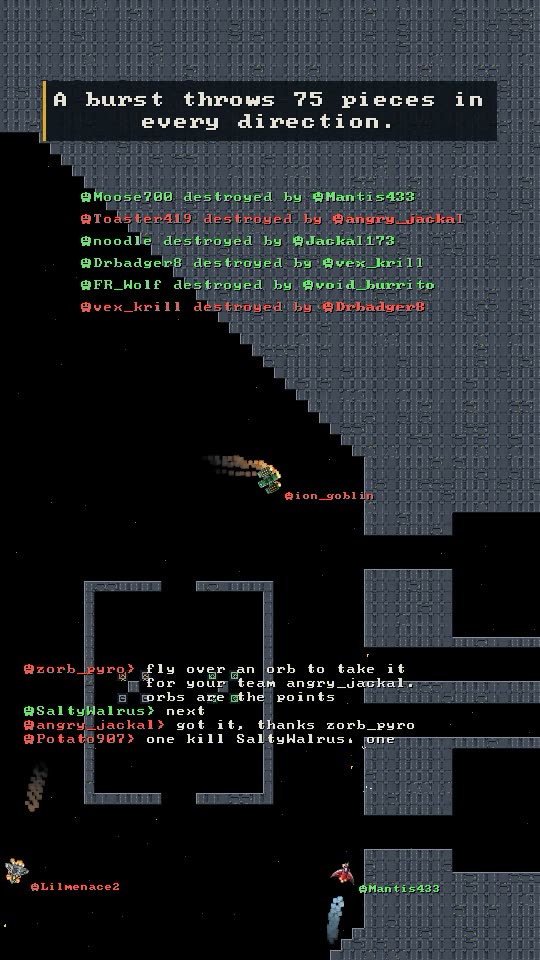 A burst throws 75 pieces in
every direction.
Moose700 destroyed by Mantis433
Toaster419 destroyed by angry_jackal
noodle destroyed by Jackal173
Drbadger8 destroyed by vex_krill
FR_Wolf destroyed by void_burrito
vex_krill destroyed by Drbadger8
ion_goblin
zorb_pyro> fly over an orb to take it
for your team angry_jackal.
orbs are the points
SaltyWalrus> next
angry_jackal> got it, thanks zorb_pyro
Potato907> one kill SaltyWalrus. one
Lilmenace2
Mantis433